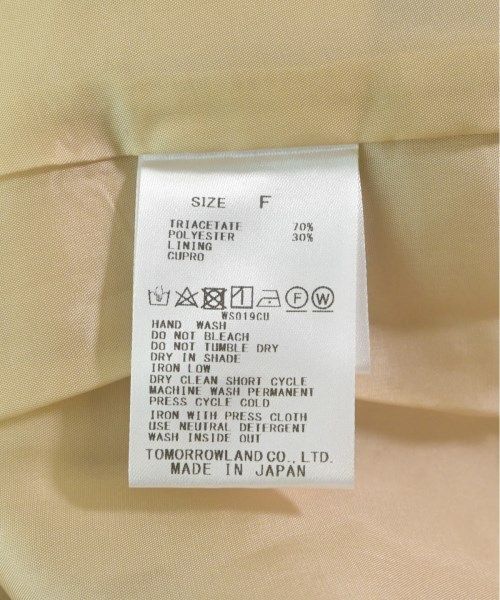 SIZE F
TRIACETATE 70%
POLYESTER 30%
LINING
CUPRO
F W
WS019CU
HAND WASH
DO NOT BLEACH
DO NOT TUMBLE DRY
DRY IN SHADE
IRON LOW
DRY CLEAN SHORT CYCLE
MACHINE WASH PERMANENT
PRESS CYCLE COLD
IRON WITH PRESS CLOTH
USE NEUTRAL DETERGENT
WASH INSIDE OUT
TOMORROWLAND CO., LTD.
MADE IN JAPAN